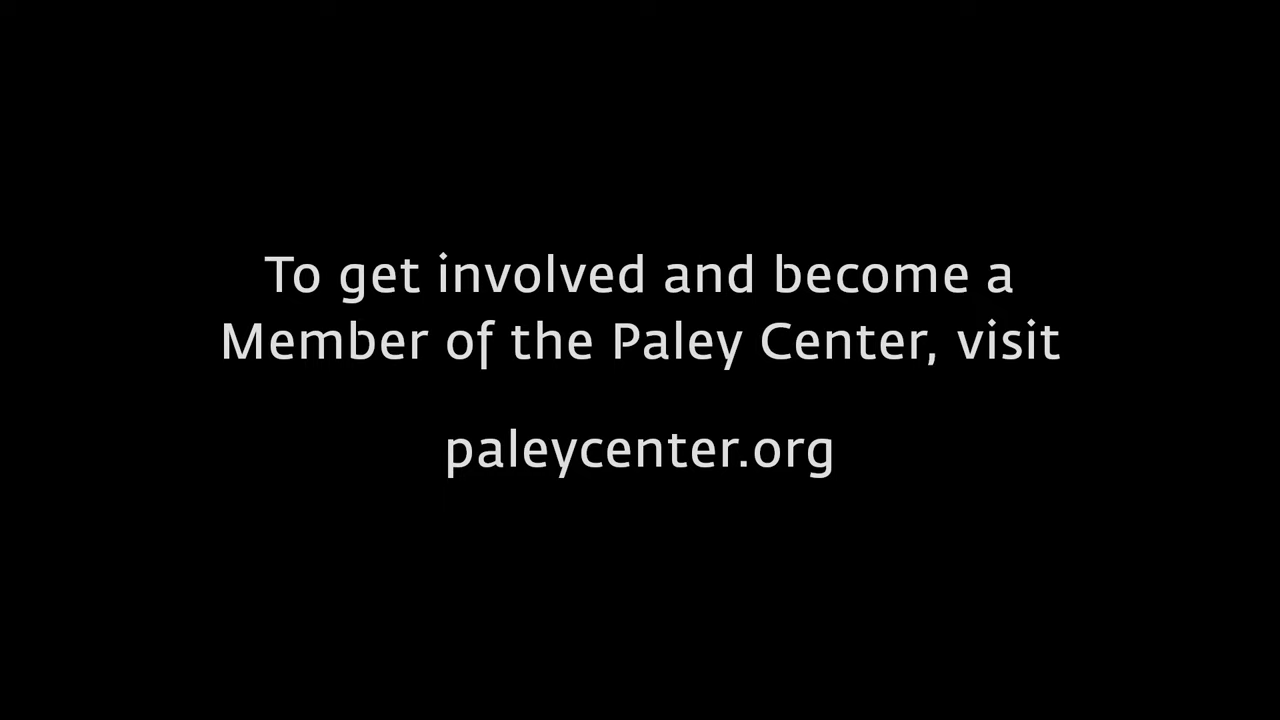 To get involved and become a
Member of the Paley Center, visit
paleycenter.org